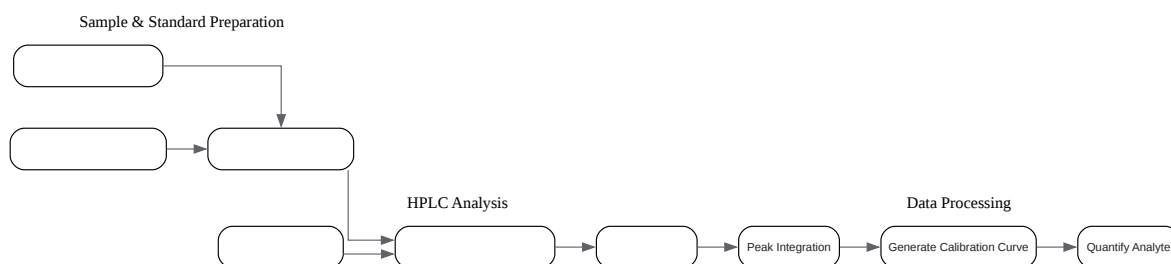 Sample & Standard Preparation
HPLC Analysis
Data Processing
Peak Integration
Generate Calibration Curve
Quantify Analyte